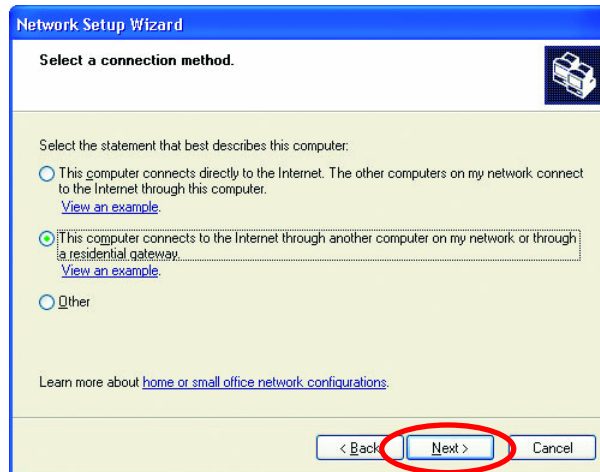 Network Setup Wizard
Select a connection method.
Select the statement that best describes this computer:
This computer connects directly to the Internet. The other computers on my network connect
to the Internet through this computer.
View an example.
This computer connects to the Internet through another computer on my network or through
a residential gateway.
View an example.
Other
Learn more about home or small office network configurations.
< Back Next > Cancel